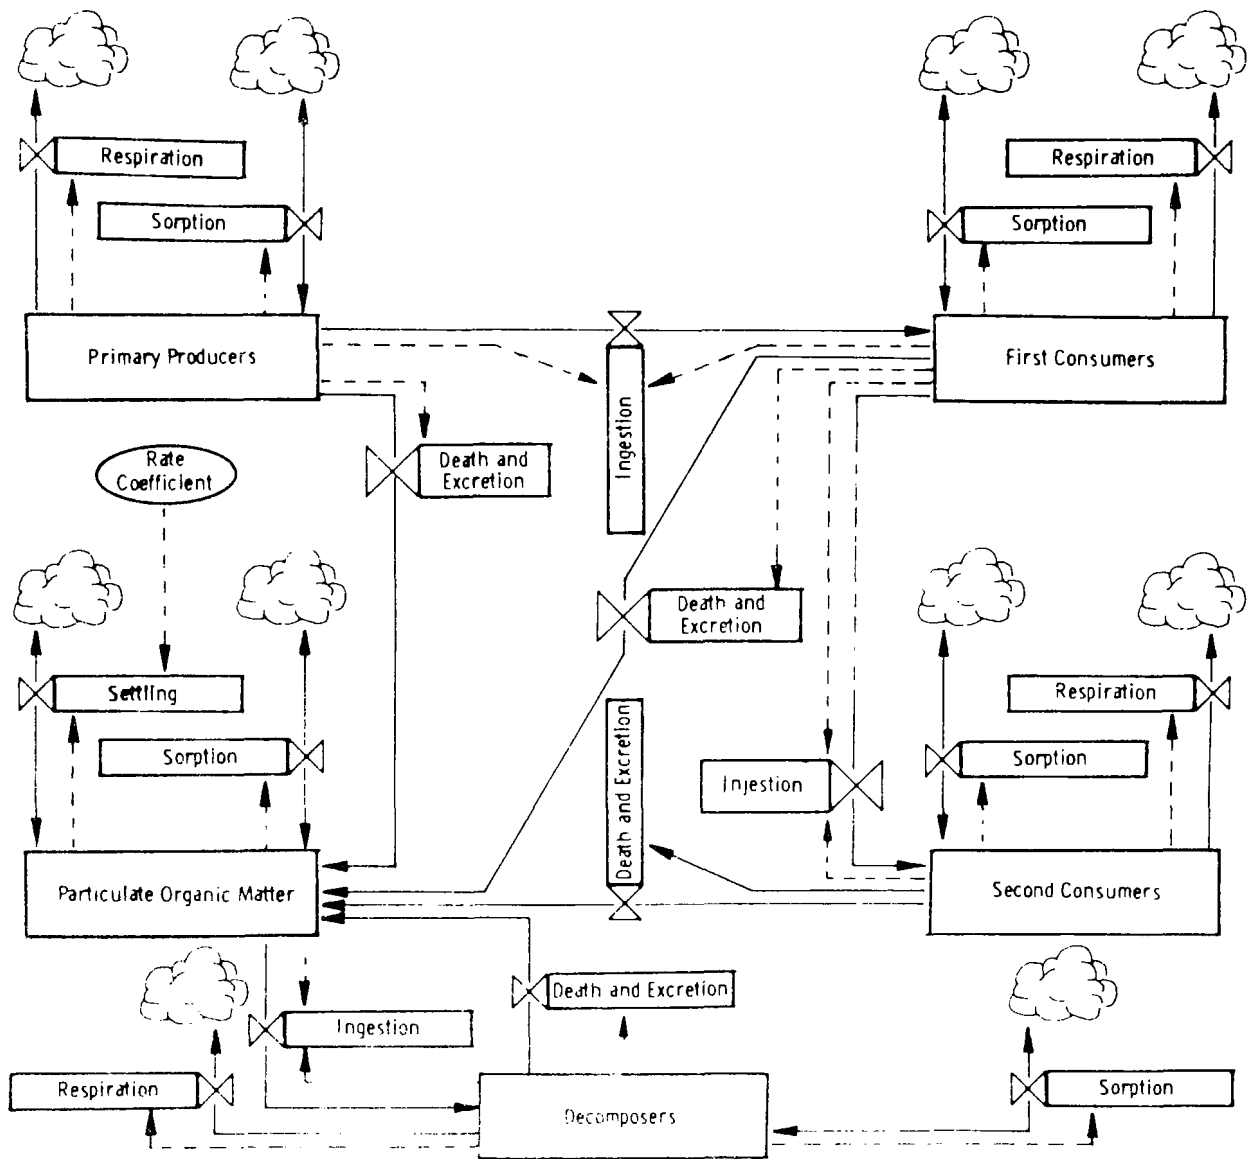 Respiration
Sorption
Respiration
Sorption
Primary Producers
First Consumers
Ingestion
Rate
Coefficient
Death and
Excretion
Death and
Excretion
Settling
Sorption
Respiration
Sorption
Death and Excretion
Injestion
Particulate Organic Matter
Second Consumers
Death and Excretion
Ingestion
Respiration
Decomposers
Sorption